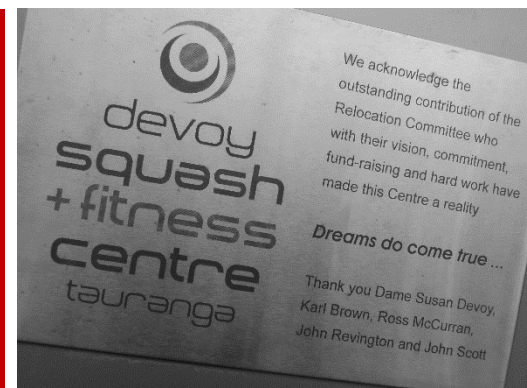 devoy
squash
+ fitness
centre
tauranga
We acknowledge the
outstanding contribution of the
Relocation Committee who
with their vision, commitment,
fund-raising and hard work have
made this Centre a reality
Dreams do come true ...
Thank you Dame Susan Devoy,
Karl Brown, Ross McCurran,
John Revington and John Scott